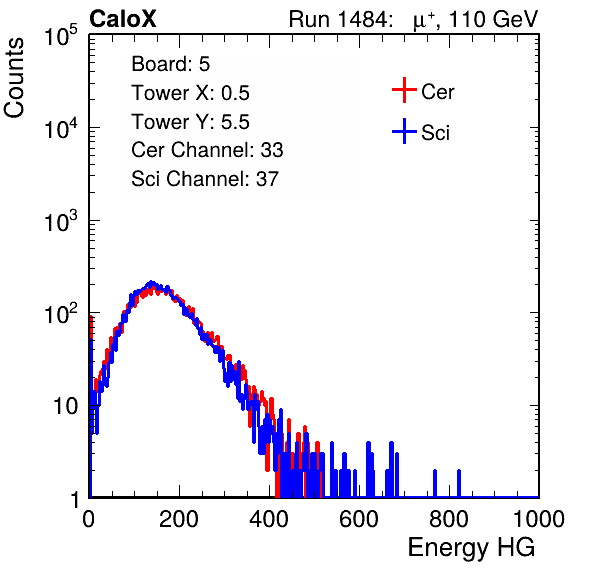 CaloX Run 1484: μ⁺, 110 GeV
Board: 5
Tower X: 0.5
Tower Y: 5.5
Cer Channel: 33
Sci Channel: 37
Cer
Sci
Counts
10⁵
10⁴
10³
10²
10
1
0 200 400 600 800 1000
Energy HG